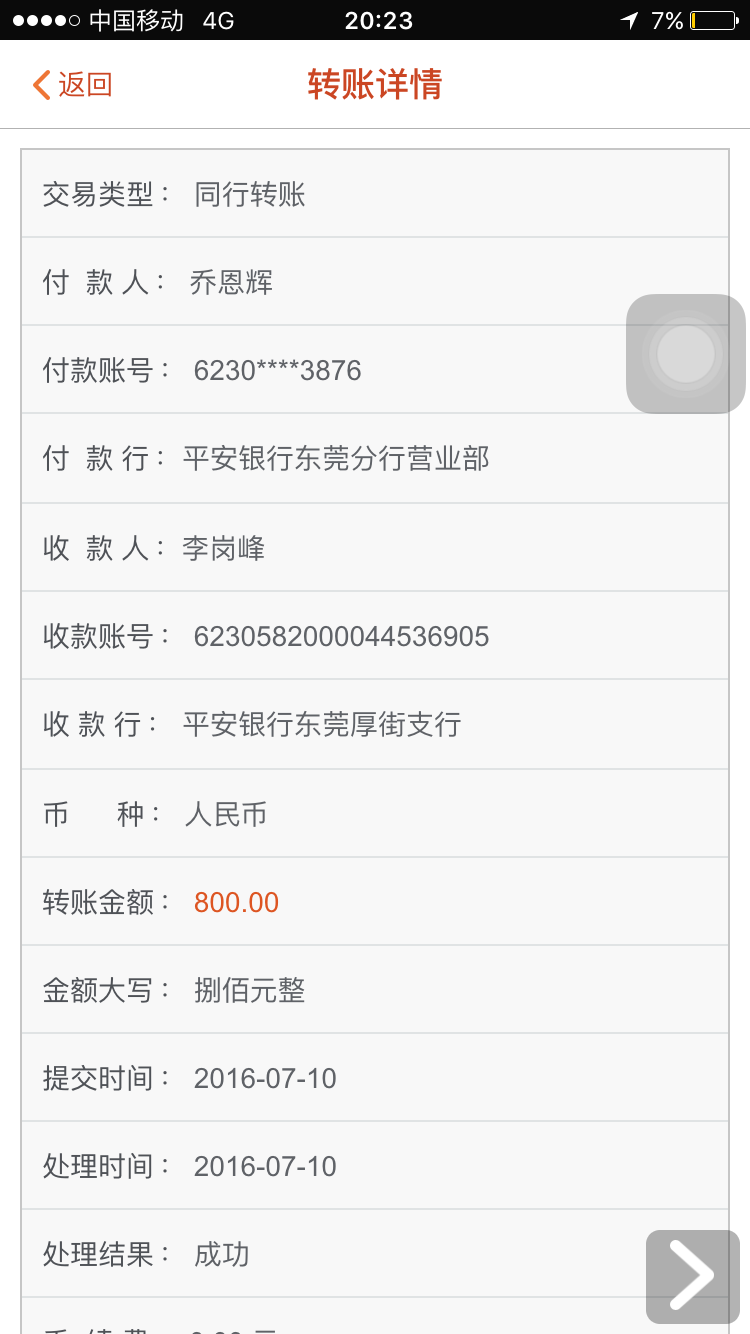 中国移动 4G 20:23 7%
返回 转账详情
交易类型： 同行转账
付 款 人： 乔恩辉
付款账号： 6230****3876
付 款 行： 平安银行东莞分行营业部
收 款 人： 李岗峰
收款账号： 6230582000044536905
收 款 行： 平安银行东莞厚街支行
币 种： 人民币
转账金额： 800.00
金额大写： 捌佰元整
提交时间： 2016-07-10
处理时间： 2016-07-10
处理结果： 成功